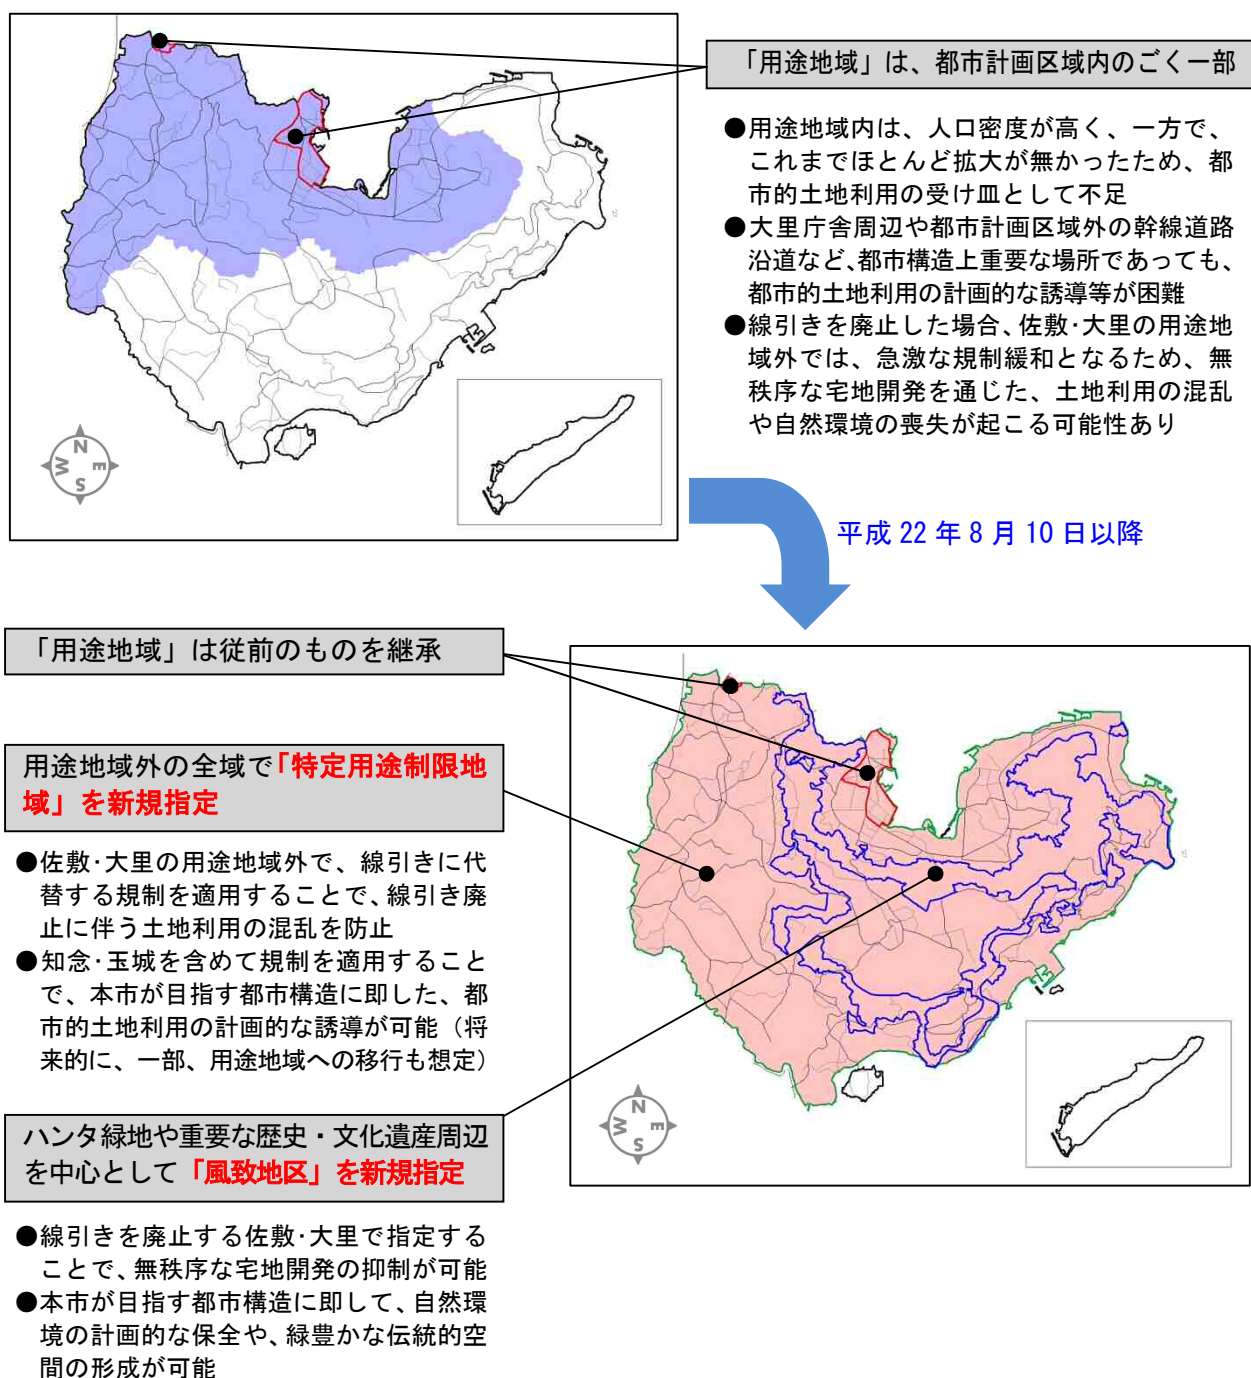 「用途地域」は、都市計画区域内のごく一部
●用途地域内は、人口密度が高く、一方で、
これまでほとんど拡大が無かったため、都
市的土地利用の受け皿として不足
●大里庁舎周辺や都市計画区域外の幹線道路
沿道など、都市構造上重要な場所であっても、
都市的土地利用の計画的な誘導等が困難
●線引きを廃止した場合、佐敷・大里の用途地
域外では、急激な規制緩和となるため、無
秩序な宅地開発を通じた、土地利用の混乱
や自然環境の喪失が起こる可能性あり
N
W
E
S
平成22年8月10日以降
「用途地域」は従前のものを継承
用途地域外の全域で「特定用途制限地
域」を新規指定
●佐敷・大里の用途地域外で、線引きに代
替する規制を適用することで、線引き廃
止に伴う土地利用の混乱を防止
●知念・玉城を含めて規制を適用すること
で、本市が目指す都市構造に即した、都
市的土地利用の計画的な誘導が可能（将
来的に、一部、用途地域への移行も想定）
ハンタ緑地や重要な歴史・文化遺産周辺
を中心として「風致地区」を新規指定
●線引きを廃止する佐敷・大里で指定する
ことで、無秩序な宅地開発の抑制が可能
●本市が目指す都市構造に即して、自然環
境の計画的な保全や、緑豊かな伝統的空
間の形成が可能
N
W
E
S